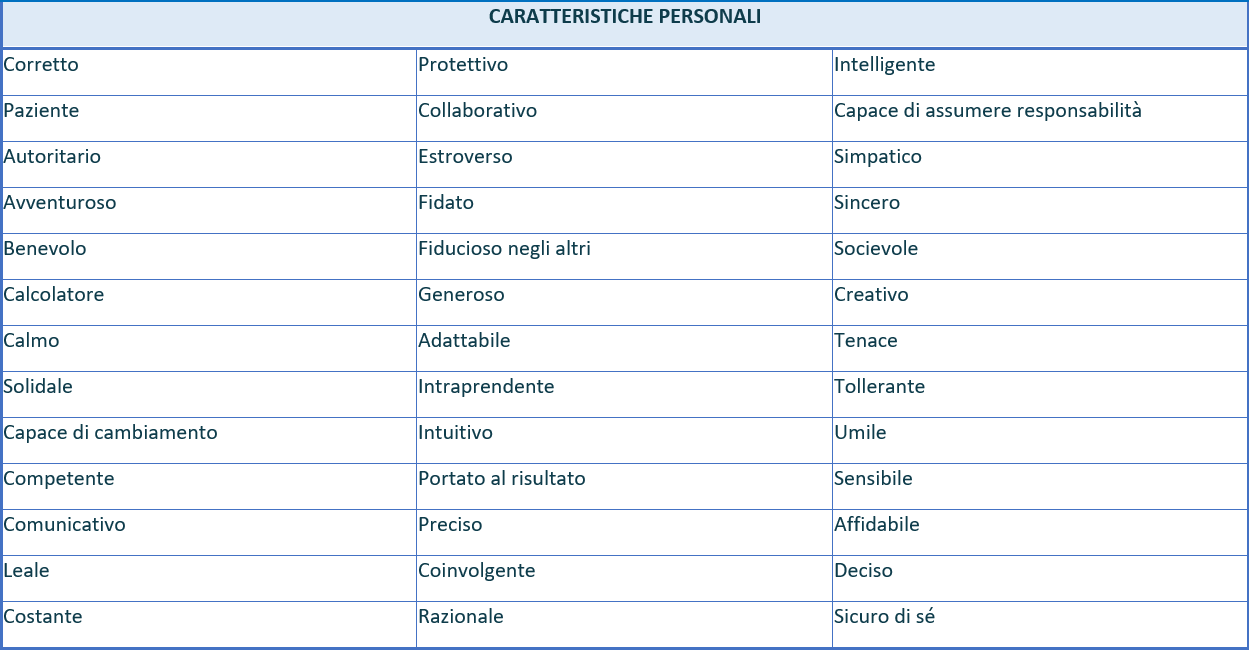 CARATTERISTICHE PERSONALI
Corretto Protettivo Intelligente
Paziente Collaborativo Capace di assumere responsabilità
Autoritario Estroverso Simpatico
Avventuroso Fidato Sincero
Benevolo Fiducioso negli altri Socievole
Calcolatore Generoso Creativo
Calmo Adattabile Tenace
Solidale Intraprendente Tollerante
Capace di cambiamento Intuitivo Umile
Competente Portato al risultato Sensibile
Comunicativo Preciso Affidabile
Leale Coinvolgente Deciso
Costante Razionale Sicuro di sé